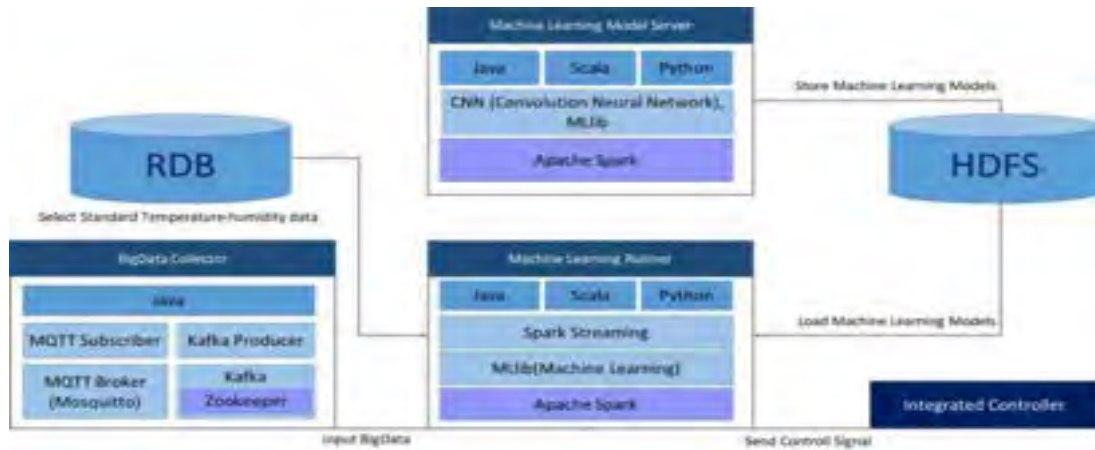 Machine Learning Model Server
Java Scala Python
CNN (Convolution Neural Network),
MLlib
Apache Spark
Store Machine Learning Models
RDB
HDFS
Select Standard Temperature-humidity data
BigData Collector
Java
MQTT Subscriber Kafka Producer
MQTT Broker
(Mosquitto)
Kafka
Zookeeper
Machine Learning Runner
Java Scala Python
Spark Streaming
MLlib(Machine Learning)
Apache Spark
Load Machine Learning Models
Integrated Controller
Input BigData
Send Controll Signal